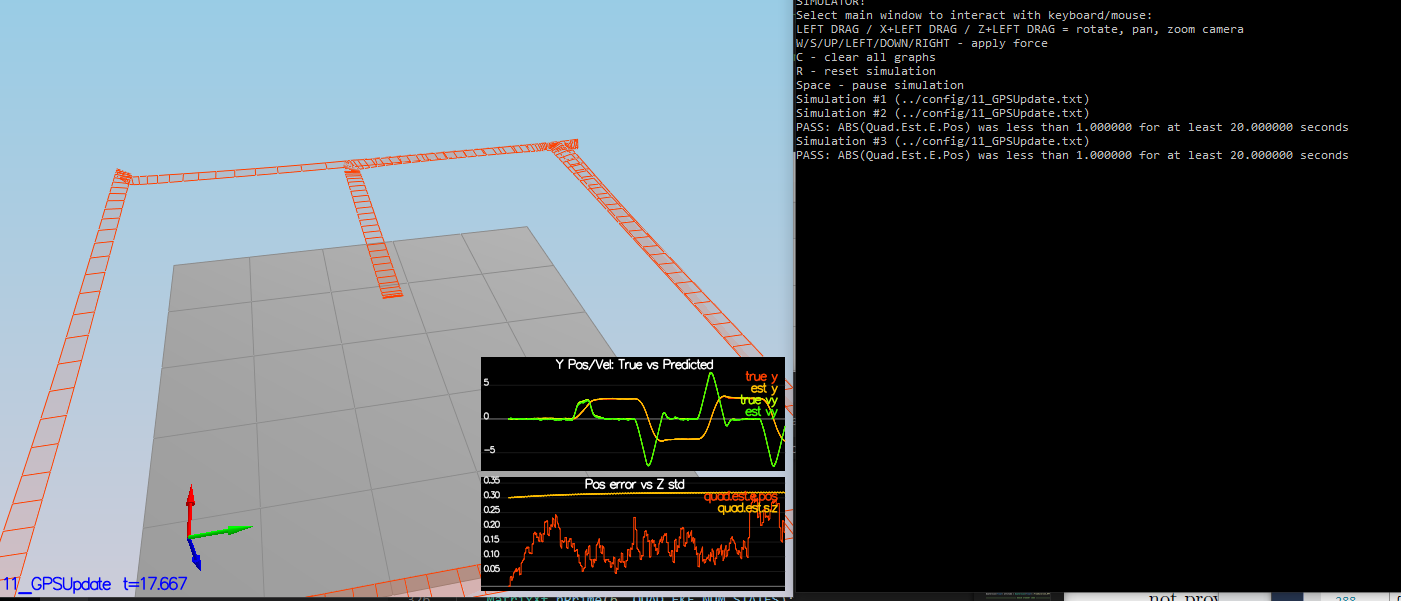 SIMULATOR!
Select main window to interact with keyboard/mouse:
LEFT DRAG / X+LEFT DRAG / Z+LEFT DRAG = rotate, pan, zoom camera
W/S/UP/LEFT/DOWN/RIGHT - apply force
C - clear all graphs
R - reset simulation
Space - pause simulation
Simulation #1 (../config/11_GPSUpdate.txt)
Simulation #2 (../config/11_GPSUpdate.txt)
PASS: ABS(Quad.Est.E.Pos) was less than 1.000000 for at least 20.000000 seconds
Simulation #3 (../config/11_GPSUpdate.txt)
PASS: ABS(Quad.Est.E.Pos) was less than 1.000000 for at least 20.000000 seconds
Y Pos/Vel: True vs Predicted
true y
est y
true vy
est vy
5
0
-5
Pos error vs Z std
quad.est.e.pos
quad.est.s.z
0.35
0.30
0.25
0.20
0.15
0.10
0.05
11_GPSUpdate t=17.667
not prov
288